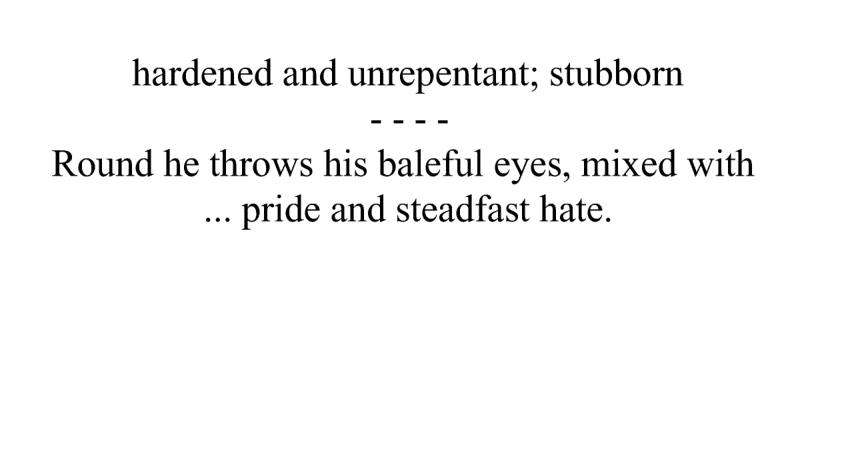 hardened and unrepentant; stubborn
- - - -
Round he throws his baleful eyes, mixed with
... pride and steadfast hate.